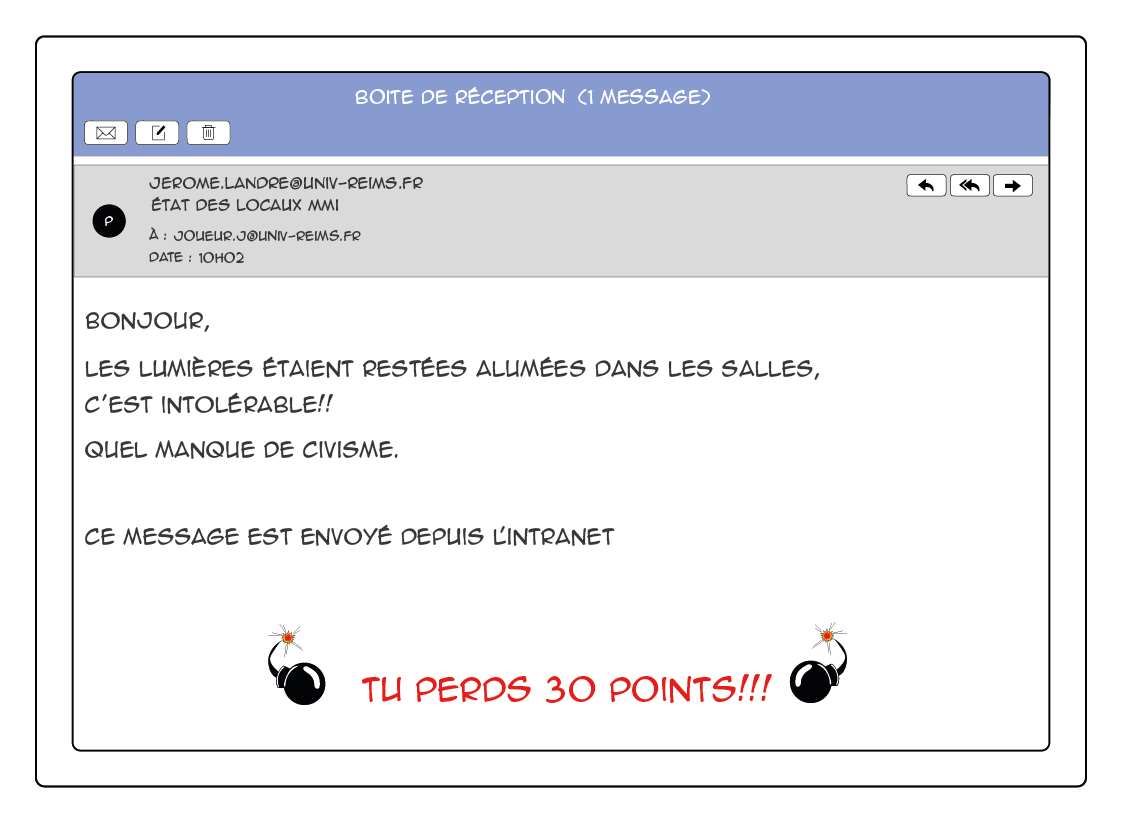 BOITE DE RÉCEPTION (1 MESSAGE)
JEROME.LANDRE@UNIV-REIMS.FR
ÉTAT DES LOCAUX MMI
P
À : JOUEUR.J@UNIV-REIMS.FR
DATE : 10H02
BONJOUR,
LES LUMIÈRES ÉTAIENT RESTÉES ALUMÉES DANS LES SALLES,
C'EST INTOLÉRABLE!!
QUEL MANQUE DE CIVISME.
CE MESSAGE EST ENVOYÉ DEPUIS L'INTRANET
TU PERDS 30 POINTS!!!